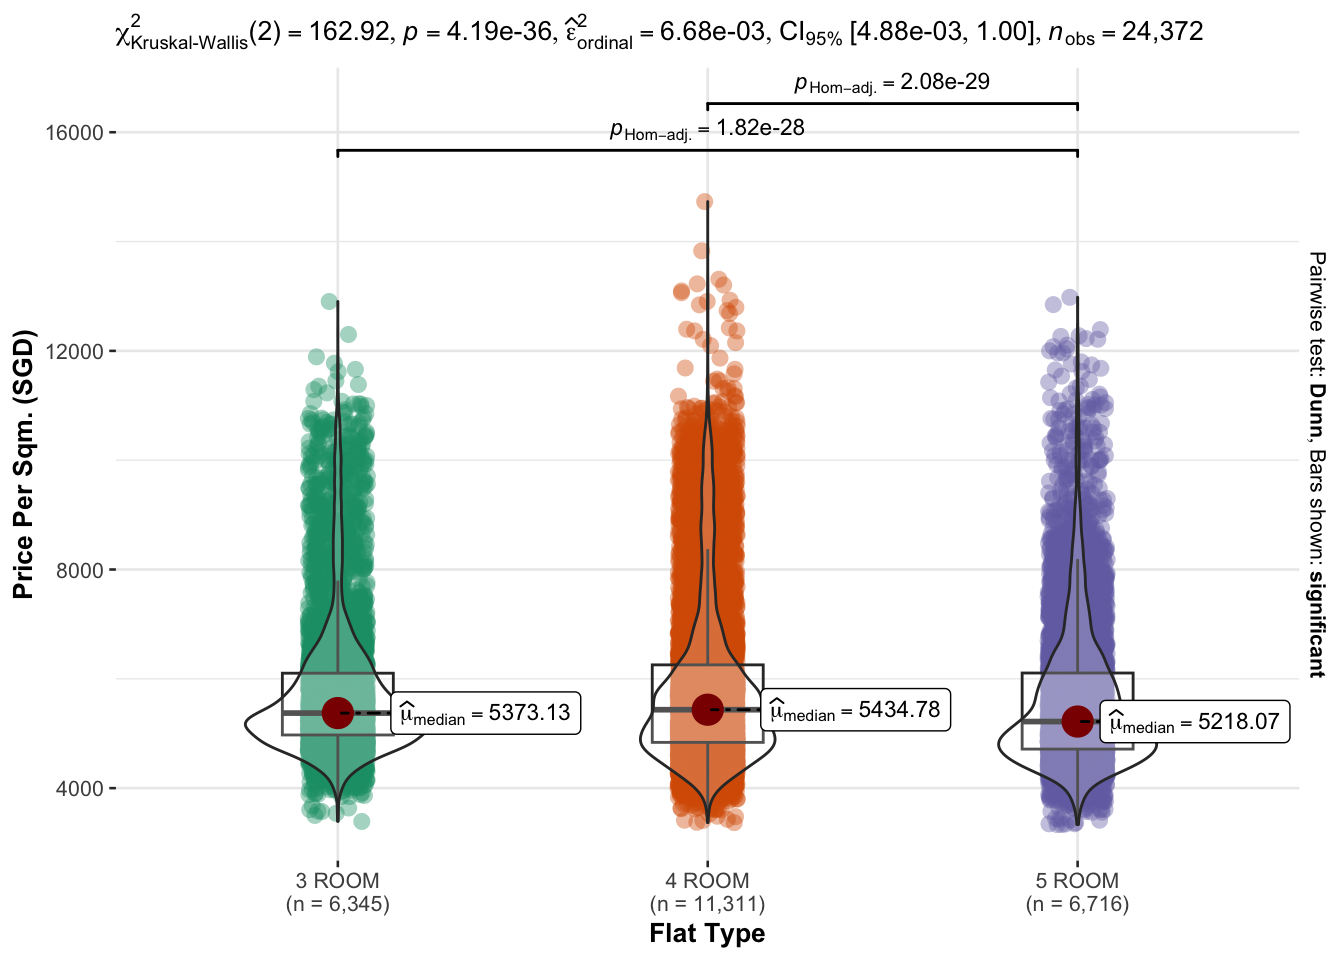 χ²Kruskal-Wallis(2) = 162.92, p = 4.19e-36, ε̂²ordinal = 6.68e-03, CI95% [4.88e-03, 1.00], nobs = 24,372
pHom−adj. = 2.08e-29
pHom−adj. = 1.82e-28
16000
12000
8000
4000
Price Per Sqm. (SGD)
μ̂median = 5373.13
μ̂median = 5434.78
μ̂median = 5218.07
Pairwise test: Dunn, Bars shown: significant
3 ROOM
(n = 6,345)
4 ROOM
(n = 11,311)
5 ROOM
(n = 6,716)
Flat Type